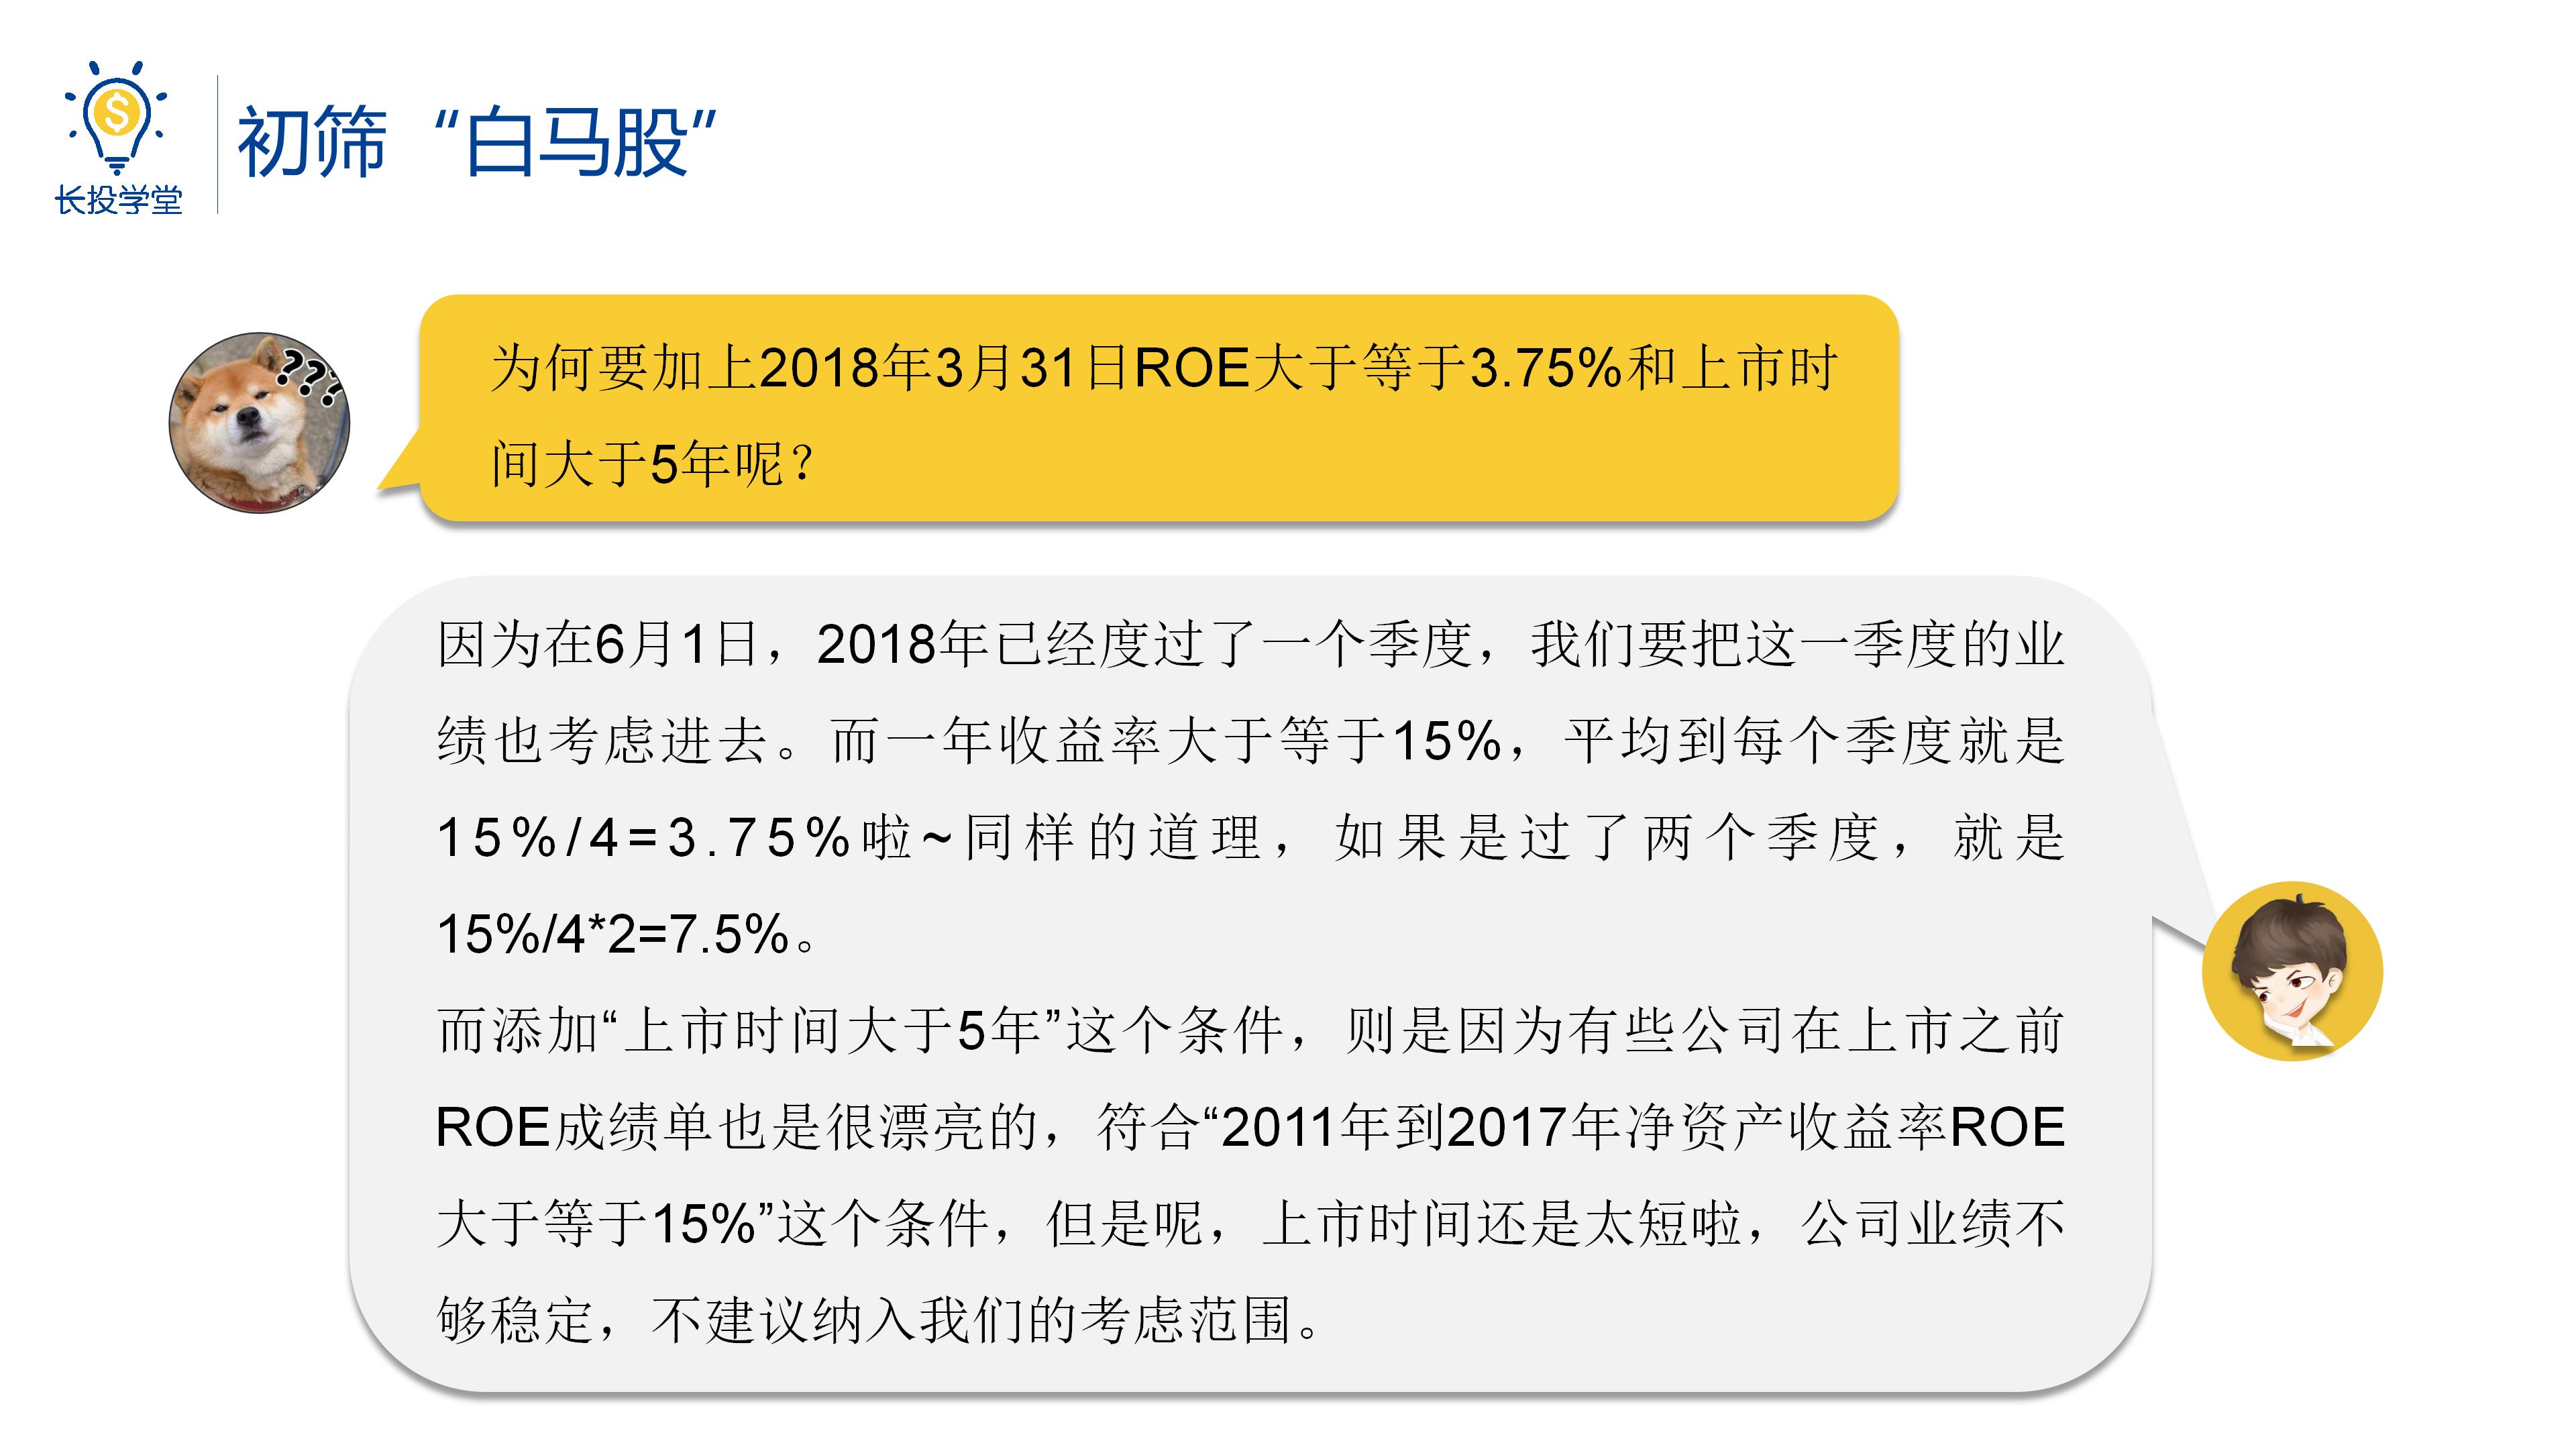 长投学堂
初筛“白马股”
???
为何要加上2018年3月31日ROE大于等于3.75%和上市时
间大于5年呢？
因为在6月1日，2018年已经度过了一个季度，我们要把这一季度的业
绩也考虑进去。而一年收益率大于等于15%，平均到每个季度就是
15%/4=3.75%啦~同样的道理，如果是过了两个季度，就是
15%/4*2=7.5%。
而添加“上市时间大于5年”这个条件，则是因为有些公司在上市之前
ROE成绩单也是很漂亮的，符合“2011年到2017年净资产收益率ROE
大于等于15%”这个条件，但是呢，上市时间还是太短啦，公司业绩不
够稳定，不建议纳入我们的考虑范围。